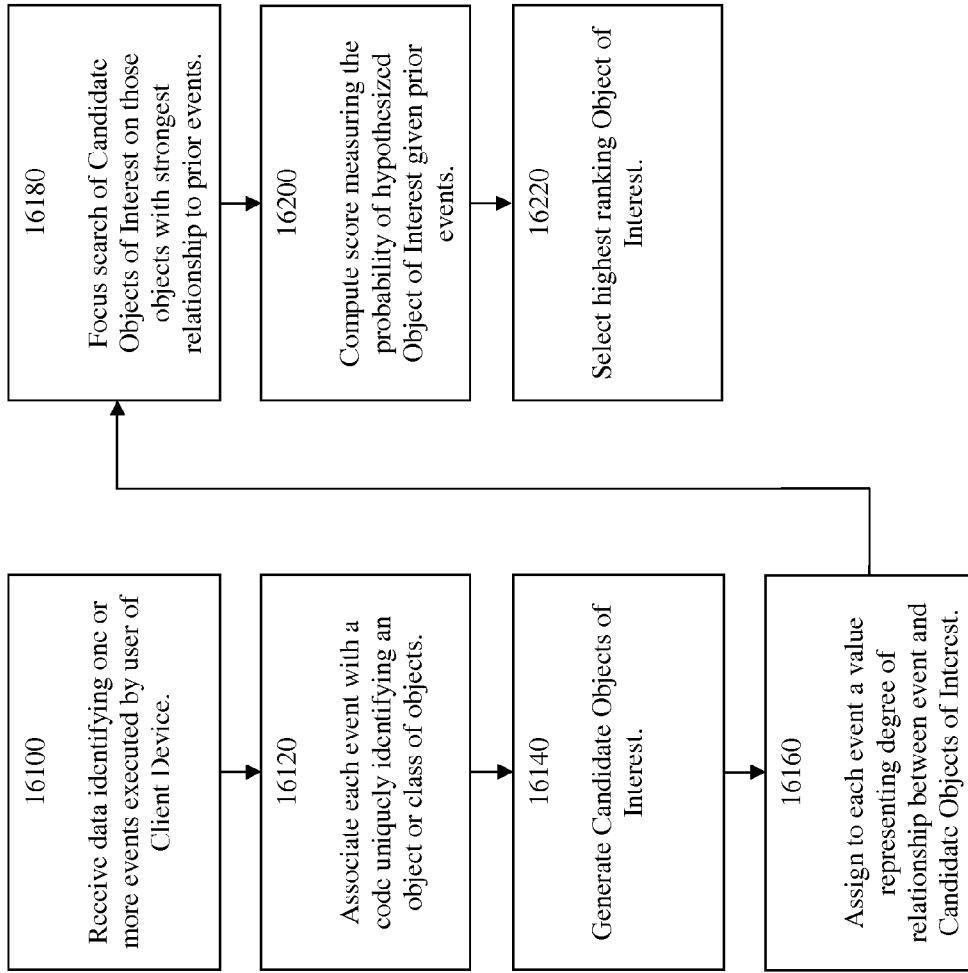 16100
Receive data identifying one or
more events executed by user of
Client Device.
16120
Associate each event with a
code uniquely identifying an
object or class of objects.
16140
Generate Candidate Objects of
Interest.
16160
Assign to each event a value
representing degree of
relationship between event and
Candidate Objects of Interest.
16180
Focus search of Candidate
Objects of Interest on those
objects with strongest
relationship to prior events.
16200
Compute score measuring the
probability of hypothesized
Object of Interest given prior
events.
16220
Select highest ranking Object of
Interest.